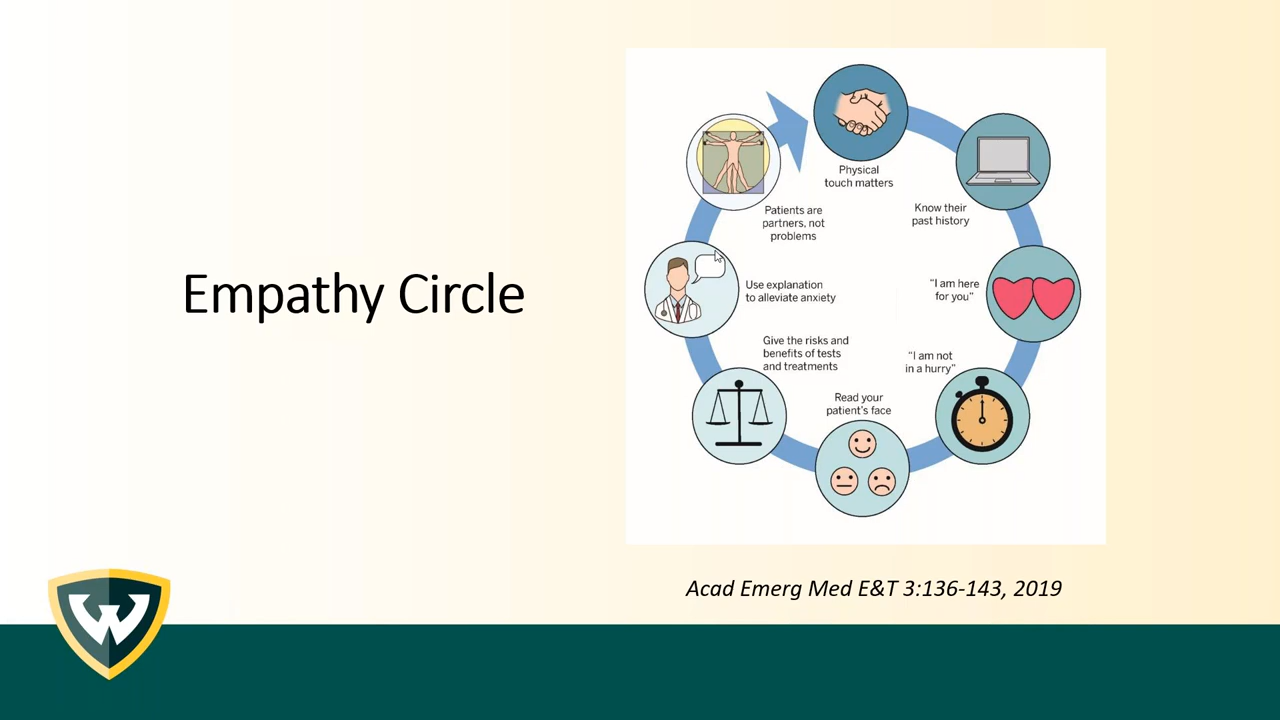 Empathy Circle
Physical
touch matters
Know their
past history
“I am here
for you”
“I am not
in a hurry”
Read your
patient’s face
Give the risks and
benefits of tests
and treatments
Use explanation
to alleviate anxiety
Patients are
partners, not
problems
Acad Emerg Med E&T 3:136-143, 2019
W